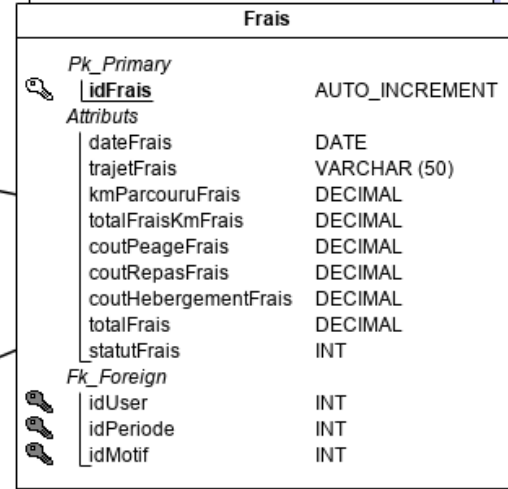 Frais
Pk_Primary
idFrais AUTO_INCREMENT
Attributs
dateFrais DATE
trajetFrais VARCHAR (50)
kmParcouruFrais DECIMAL
totalFraisKmFrais DECIMAL
coutPeageFrais DECIMAL
coutRepasFrais DECIMAL
coutHebergementFrais DECIMAL
totalFrais DECIMAL
statutFrais INT
Fk_Foreign
idUser INT
idPeriode INT
idMotif INT